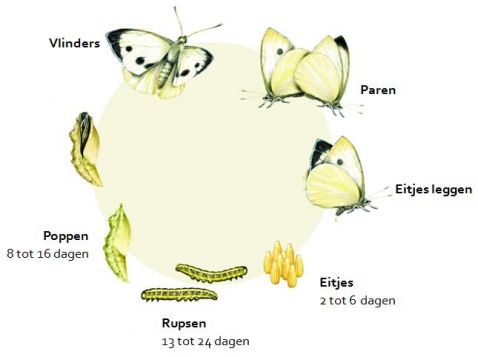 Vlinders
Paren
Eitjes leggen
Eitjes
2 tot 6 dagen
Rupsen
13 tot 24 dagen
Poppen
8 tot 16 dagen